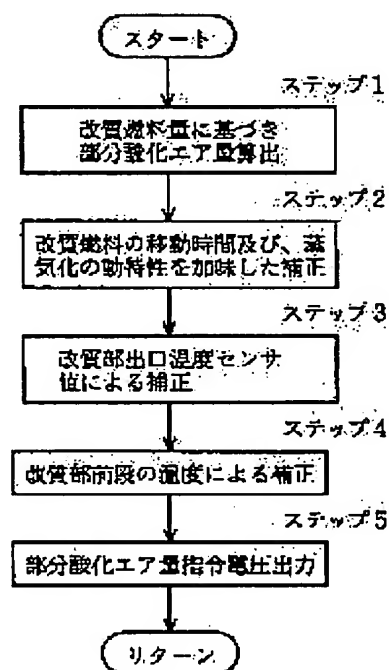 スタート
ステップ1
改質燃料量に基づき
部分酸化エア量算出
ステップ2
改質燃料の移動時間及び、蒸
気化の動特性を加味した補正
ステップ3
改質部出口温度センサ
値による補正
ステップ4
改質部前段の温度による補正
ステップ5
部分酸化エア量指令電圧出力
リターン